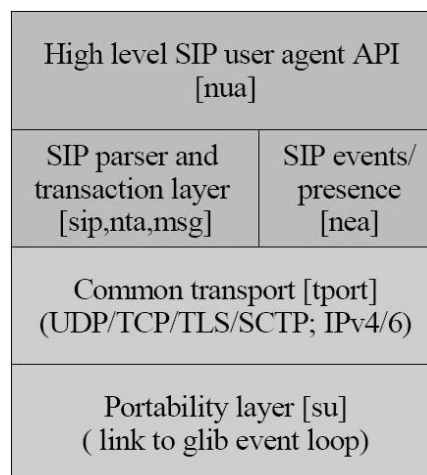 High level SIP user agent API
[nua]
SIP parser and
transaction layer
[sip,nta,msg]
SIP events/
presence
[nea]
Common transport [tport]
(UDP/TCP/TLS/SCTP; IPv4/6)
Portability layer [su]
( link to glib event loop)